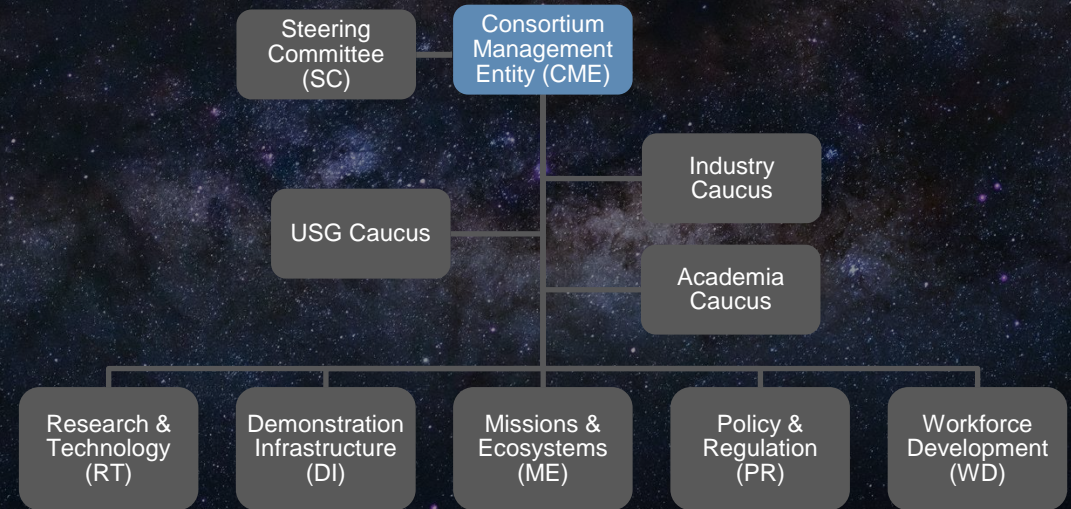 Steering
Committee
(SC)
Consortium
Management
Entity (CME)
Industry
Caucus
USG Caucus
Academia
Caucus
Research &
Technology
(RT)
Demonstration
Infrastructure
(DI)
Missions &
Ecosystems
(ME)
Policy &
Regulation
(PR)
Workforce
Development
(WD)